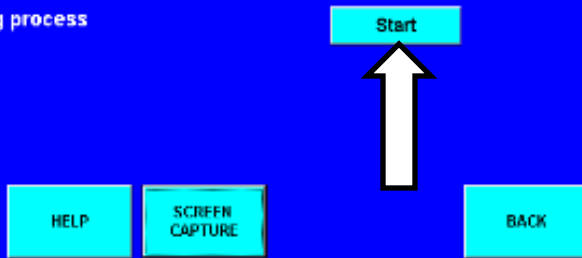 g process
Start
HELP
SCREEN
CAPTURE
BACK